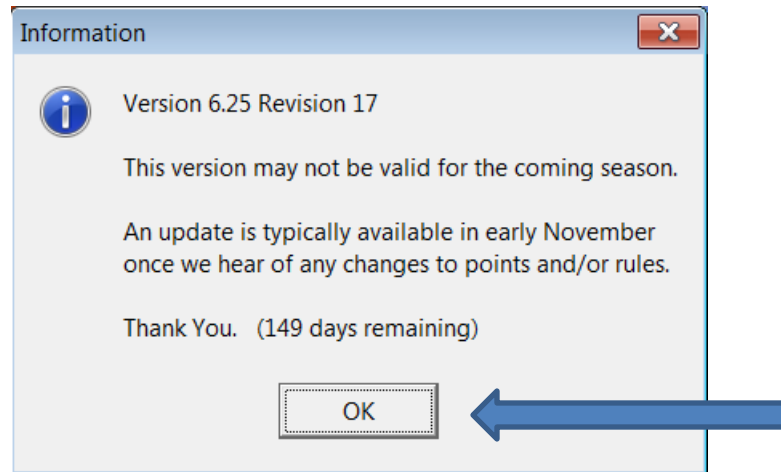 Information
Version 6.25 Revision 17
This version may not be valid for the coming season.
An update is typically available in early November
once we hear of any changes to points and/or rules.
Thank You.   (149 days remaining)
OK